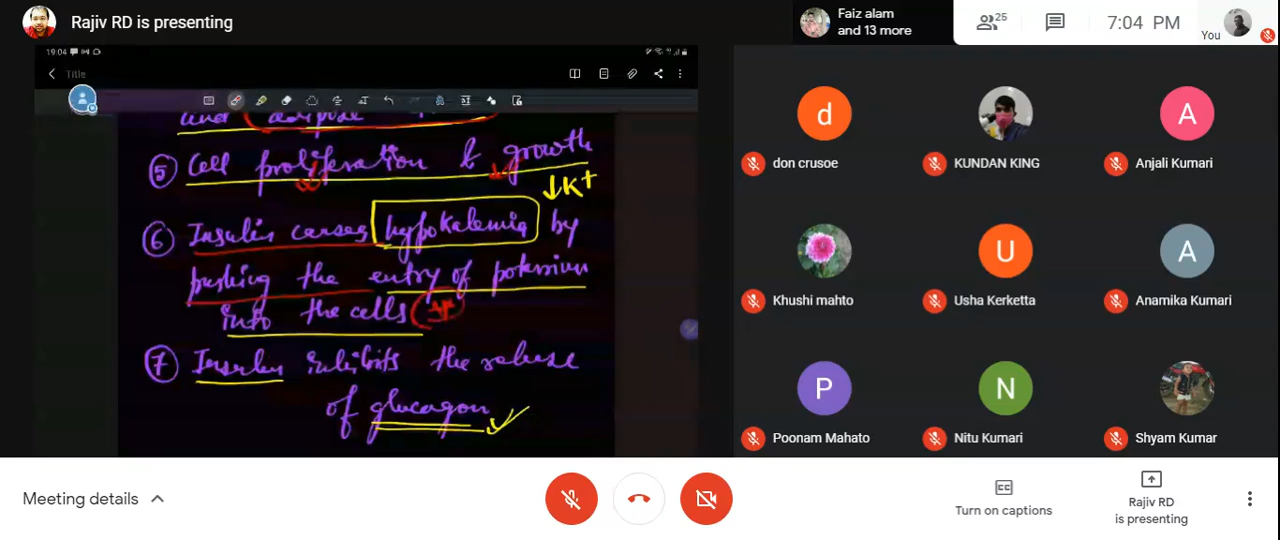 Rajiv RD is presenting
Faiz alam
and 13 more
25
7:04 PM
You
19:04
Title
and adipose
⑤ Cell proliferation & growth
↓K+
⑥ Insulin causes hypokalemia by
pushing the entry of potassium
into the cells
⑦ Insulin inhibits the release
of glucagon
d
don crusoe
KUNDAN KING
A
Anjali Kumari
Khushi mahto
U
Usha Kerketta
A
Anamika Kumari
P
Poonam Mahato
N
Nitu Kumari
Shyam Kumar
Meeting details
CC
Turn on captions
Rajiv RD
is presenting